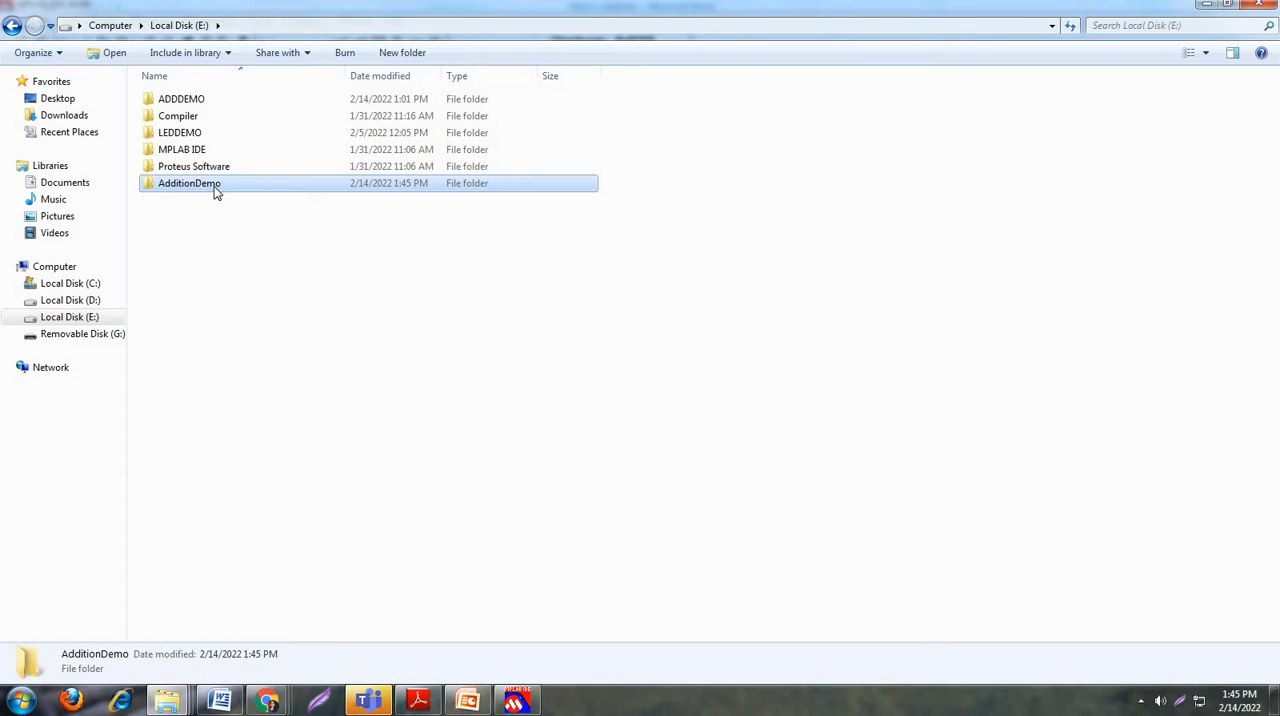 Computer
Local Disk (E:)
Search Local Disk (E:)
Organize
Open
Include in library
Share with
Burn
New folder
Name
Date modified
Type
Size
Favorites
Desktop
Downloads
Recent Places
Libraries
Documents
Music
Pictures
Videos
Computer
Local Disk (C:)
Local Disk (D:)
Local Disk (E:)
Removable Disk (G:)
Network
ADDDEMO 2/14/2022 1:01 PM File folder
Compiler 1/31/2022 11:16 AM File folder
LEDDEMO 2/5/2022 12:05 PM File folder
MPLAB IDE 1/31/2022 11:06 AM File folder
Proteus Software 1/31/2022 11:06 AM File folder
AdditionDemo 2/14/2022 1:45 PM File folder
AdditionDemo Date modified: 2/14/2022 1:45 PM
File folder
1:45 PM
2/14/2022